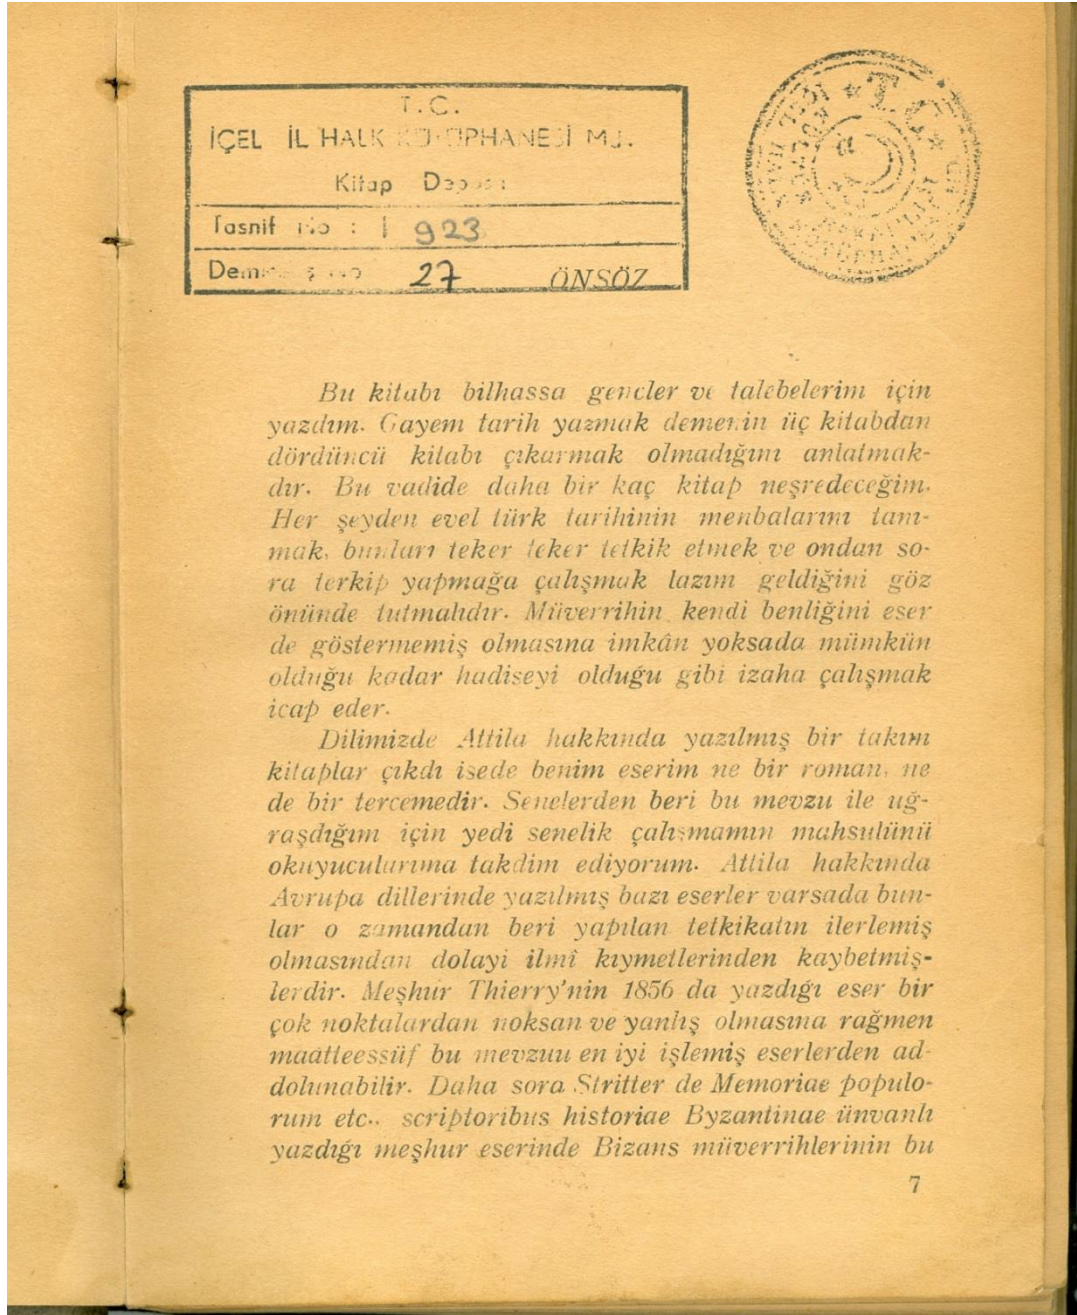 T.C.
İÇEL İL HALK KÜTÜPHANESİ MÜ.
Kitap Deposu
Tasnif No : 923
Dem 27
ÖNSÖZ
T.C.
Bu kitabı bilhassa gencler ve talebelerim için
yazdım. Gayem tarih yazmak demenin üç kitabdan
dördüncü kitabı çıkarmak olmadığını anlatmak-
dır. Bu vadide daha bir kaç kitap neşredeceğim.
Her şeyden evel türk tarihinin menbalarını tanı-
mak, bunları teker teker tetkik etmek ve ondan so-
ra terkip yapmağa çalışmak lazım geldiğini göz
önünde tutmalıdır. Müverrihin kendi benliğini eser
de göstermemiş olmasına imkân yoksada mümkün
olduğu kadar hadiseyi olduğu gibi izaha çalışmak
icap eder.
Dilimizde Attila hakkında yazılmış bir takım
kitaplar çıkdı isede benim eserim ne bir roman, ne
de bir tercemedir. Senelerden beri bu mevzu ile uğ-
raşdığım için yedi senelik çalışmamın mahsulünü
okuyucularıma takdim ediyorum. Attila hakkında
Avrupa dillerinde yazılmış bazı eserler varsada bun-
lar o zamandan beri yapılan tetkikatın ilerlemiş
olmasından dolayi ilmî kıymetlerinden kaybetmiş-
lerdir. Meşhur Thierry'nin 1856 da yazdığı eser bir
çok noktalardan noksan ve yanlış olmasına rağmen
maatteessüf bu mevzuu en iyi işlemiş eserlerden ad-
dolunabilir. Daha sora Stritter de Memoriae populo-
rum etc.. scriptoribus historiae Byzantinae ünvanlı
yazdığı meşhur eserinde Bizans müverrihlerinin bu
7